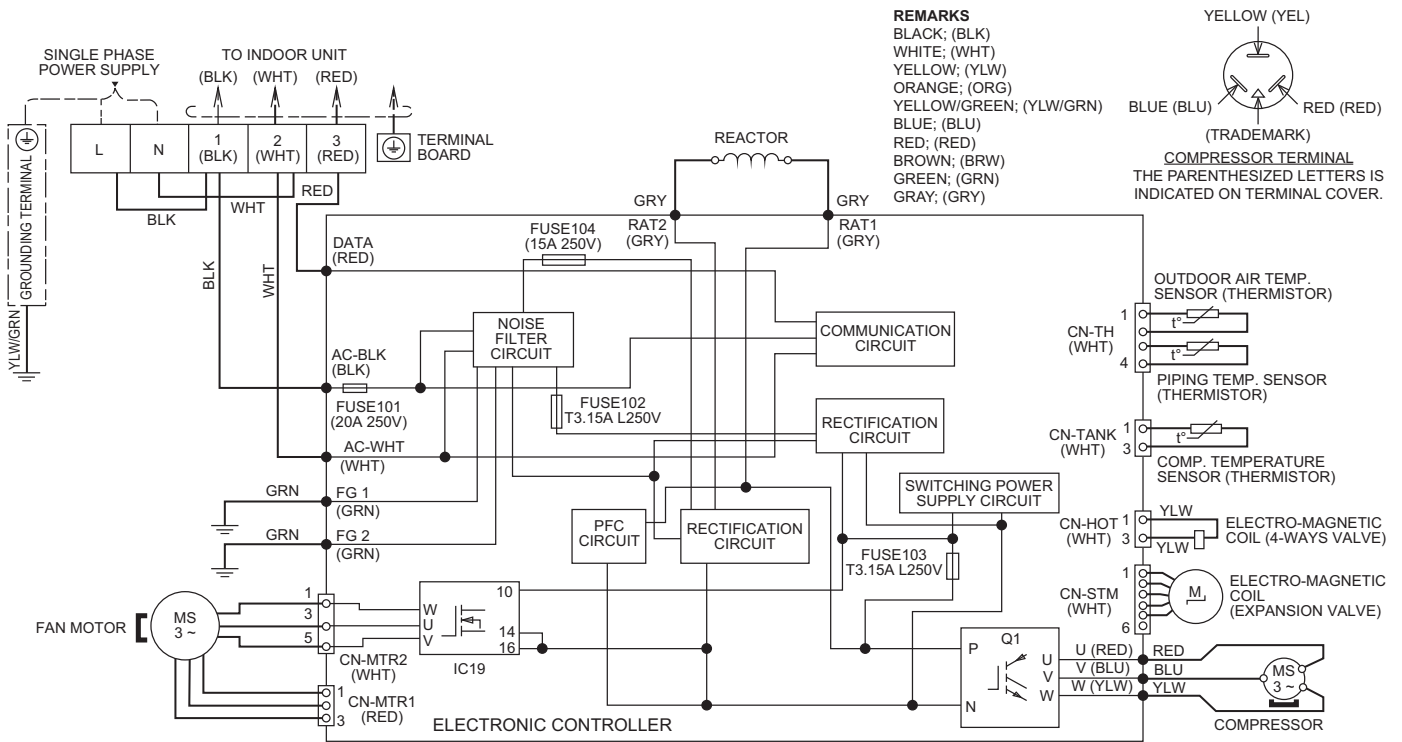 SINGLE PHASE
POWER SUPPLY
TO INDOOR UNIT
(BLK)
(WHT)
(RED)
L
N
1
(BLK)
2
(WHT)
3
(RED)
TERMINAL
BOARD
GROUNDING TERMINAL
YLW/GRN
BLK
WHT
RED
BLK
WHT
REMARKS
BLACK; (BLK)
WHITE; (WHT)
YELLOW; (YLW)
ORANGE; (ORG)
YELLOW/GREEN; (YLW/GRN)
BLUE; (BLU)
RED; (RED)
BROWN; (BRW)
GREEN; (GRN)
GRAY; (GRY)
YELLOW (YEL)
BLUE (BLU)
RED (RED)
(TRADEMARK)
COMPRESSOR TERMINAL
THE PARENTHESIZED LETTERS IS
INDICATED ON TERMINAL COVER.
REACTOR
GRY
GRY
RAT2
(GRY)
RAT1
(GRY)
DATA
(RED)
FUSE104
(15A 250V)
NOISE
FILTER
CIRCUIT
COMMUNICATION
CIRCUIT
AC-BLK
(BLK)
FUSE101
(20A 250V)
FUSE102
T3.15A L250V
RECTIFICATION
CIRCUIT
AC-WHT
(WHT)
GRN
FG 1
(GRN)
GRN
FG 2
(GRN)
PFC
CIRCUIT
RECTIFICATION
CIRCUIT
SWITCHING POWER
SUPPLY CIRCUIT
FUSE103
T3.15A L250V
OUTDOOR AIR TEMP.
SENSOR (THERMISTOR)
1
CN-TH
(WHT)
4
t°
t°
PIPING TEMP. SENSOR
(THERMISTOR)
1
CN-TANK
(WHT)
3
t°
COMP. TEMPERATURE
SENSOR (THERMISTOR)
CN-HOT
(WHT)
1
3
YLW
YLW
ELECTRO-MAGNETIC
COIL (4-WAYS VALVE)
1
CN-STM
(WHT)
6
M
ELECTRO-MAGNETIC
COIL
(EXPANSION VALVE)
FAN MOTOR
MS
3 ~
1
3
5
CN-MTR2
(WHT)
1
CN-MTR1
(RED)
3
W
U
V
10
14
16
IC19
ELECTRONIC CONTROLLER
Q1
P
N
U
V
W
U (RED)
V (BLU)
W (YLW)
RED
BLU
YLW
MS
3 ~
COMPRESSOR